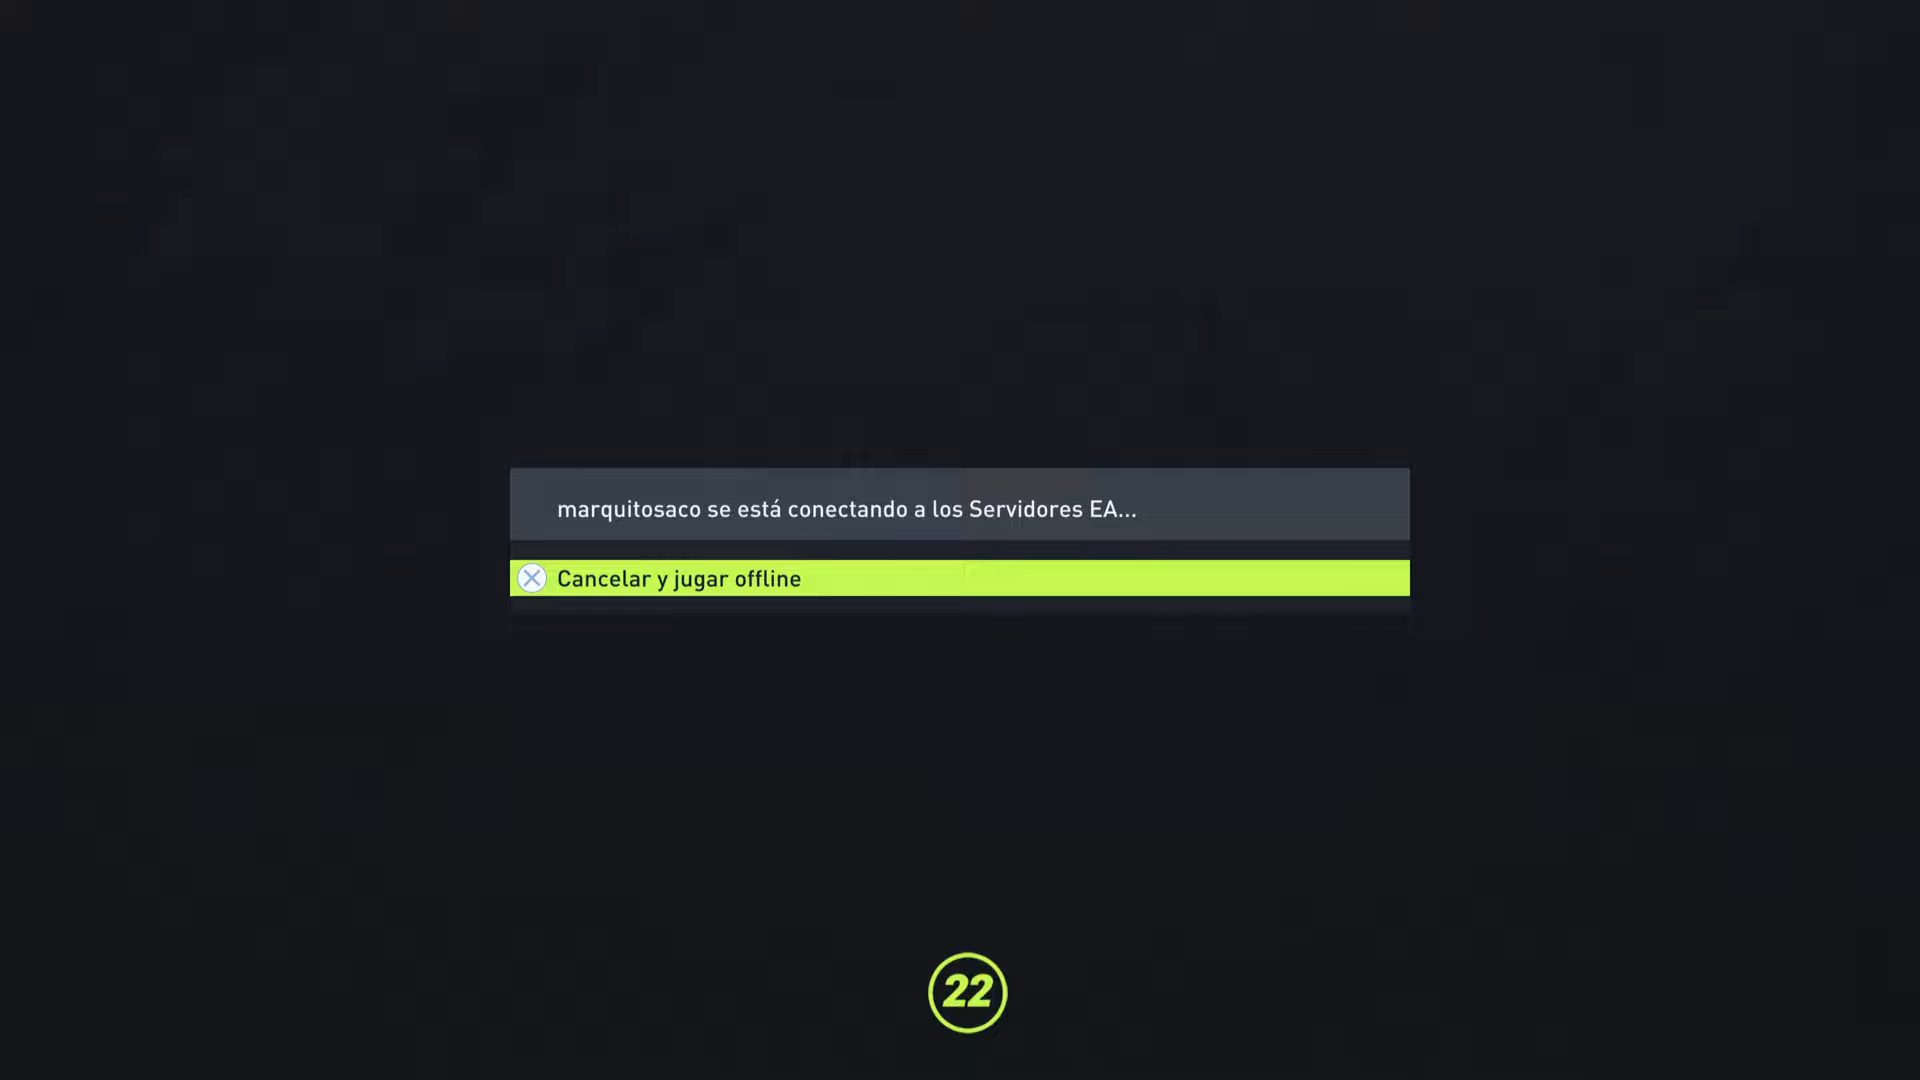 marquitosaco se está conectando a los Servidores EA...
Cancelar y jugar offline
22